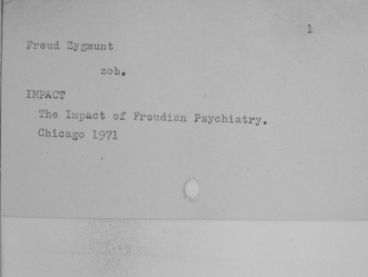 1
Freud Zygmunt
zob.
IMPACT
The Impact of Freudian Psychiatry.
Chicago 1971